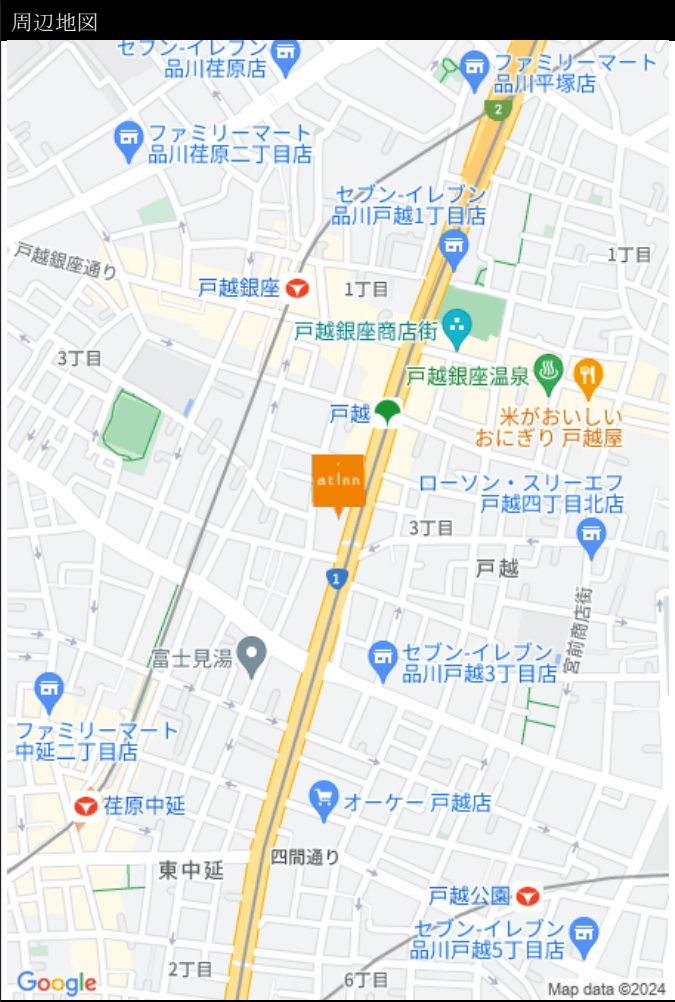 周辺地図
セブン-イレブン
品川荏原店
ファミリーマート
品川平塚店
2
ファミリーマート
品川荏原二丁目店
セブン-イレブン
品川戸越1丁目店
戸越銀座通り
1丁目
戸越銀座
1丁目
戸越銀座商店街
3丁目
戸越銀座温泉
戸越
米がおいしい
おにぎり 戸越屋
at inn
ローソン・スリーエフ
戸越四丁目北店
3丁目
戸越
1
宮前商店街
富士見湯
セブン-イレブン
品川戸越3丁目店
ファミリーマート
中延二丁目店
オーケー 戸越店
荏原中延
四間通り
東中延
戸越公園
セブン-イレブン
品川戸越5丁目店
2丁目
6丁目
Google
Map data ©2024